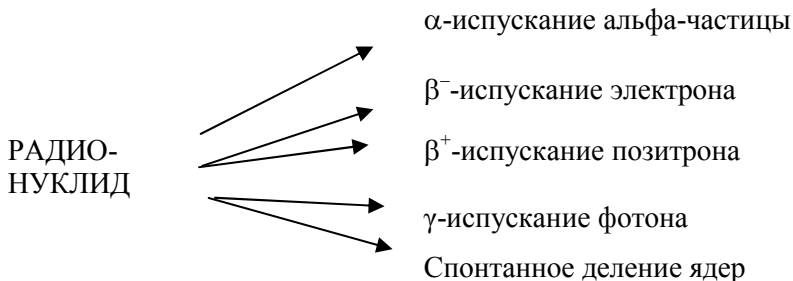 α-испускание альфа-частицы
β⁻-испускание электрона
РАДИО-
НУКЛИД
β⁺-испускание позитрона
γ-испускание фотона
Спонтанное деление ядер